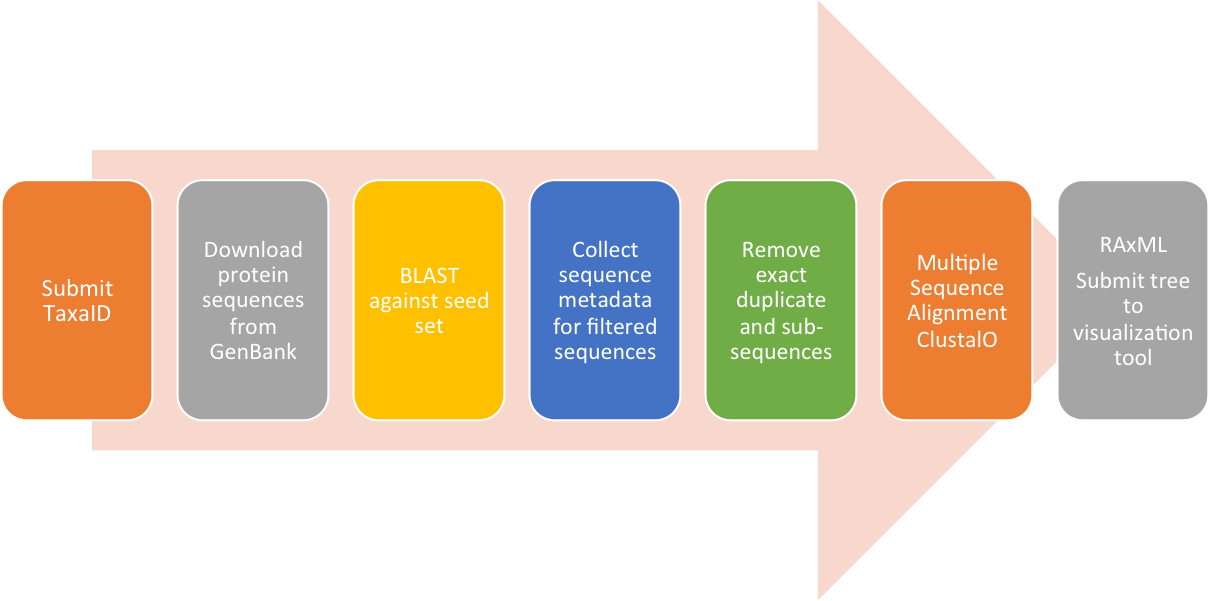 Submit
TaxaID
Download
protein
sequences
from
GenBank
BLAST
against seed
set
Collect
sequence
metadata
for filtered
sequences
Remove
exact
duplicate
and sub-
sequences
Multiple
Sequence
Alignment
ClustalO
RAxML
Submit tree
to
visualization
tool